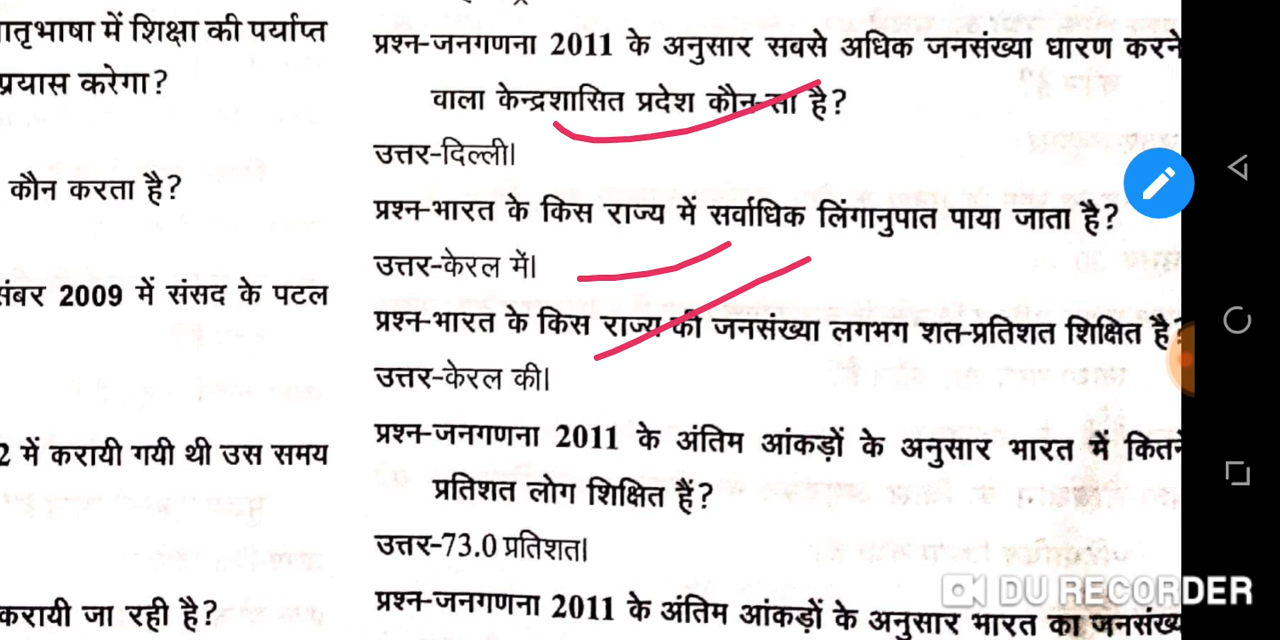 ातृभाषा में शिक्षा की पर्याप्त
प्रयास करेगा?
कौन करता है?
संबर 2009 में संसद के पटल
2 में करायी गयी थी उस समय
करायी जा रही है?
प्रश्न-जनगणना 2011 के अनुसार सबसे अधिक जनसंख्या धारण करने
वाला केन्द्रशासित प्रदेश कौन-सा है?
उत्तर-दिल्ली।
प्रश्न-भारत के किस राज्य में सर्वाधिक लिंगानुपात पाया जाता है?
उत्तर-केरल में।
प्रश्न-भारत के किस राज्य की जनसंख्या लगभग शत-प्रतिशत शिक्षित है?
उत्तर-केरल की।
प्रश्न-जनगणना 2011 के अंतिम आंकड़ों के अनुसार भारत में कितने
प्रतिशत लोग शिक्षित हैं?
उत्तर-73.0 प्रतिशत।
प्रश्न-जनगणना 2011 के अंतिम आंकड़ों के अनुसार भारत का जनसंख्य
DU RECORDER